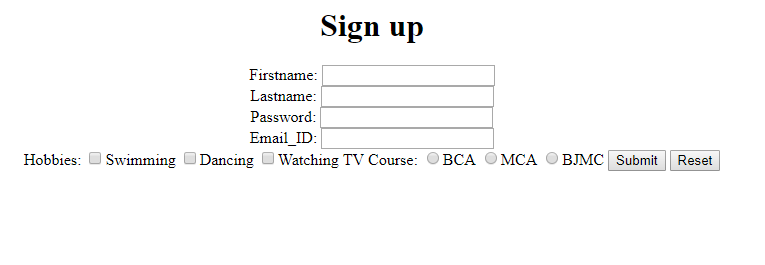 Sign up
Firstname:
Lastname:
Password:
Email_ID:
Hobbies: Swimming Dancing Watching TV Course: BCA MCA BJMC Submit Reset